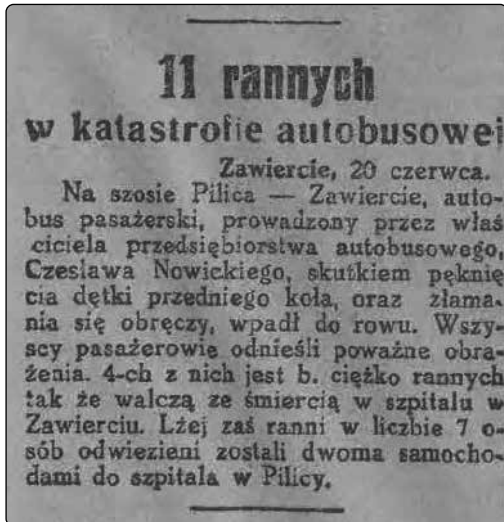 11 rannych
w katastrofie autobusowej
Zawiercie, 20 czerwca.
Na szosie Pilica — Zawiercie, auto-
bus pasażerski, prowadzony przez właś
ciciela przedsiębiorstwa autobusowego,
Czesława Nowickiego, skutkiem pęknię
cia dętki przedniego koła, oraz złama-
nia się obręczy, wpadł do rowu. Wszy-
scy pasażerowie odnieśli poważne obra-
żenia. 4-ch z nich jest b. ciężko rannych
tak że walczą ze śmiercią w szpitalu w
Zawierciu. Lżej zaś ranni w liczbie 7 o-
sób odwiezieni zostali dwoma samocho-
dami do szpitala w Pilicy.